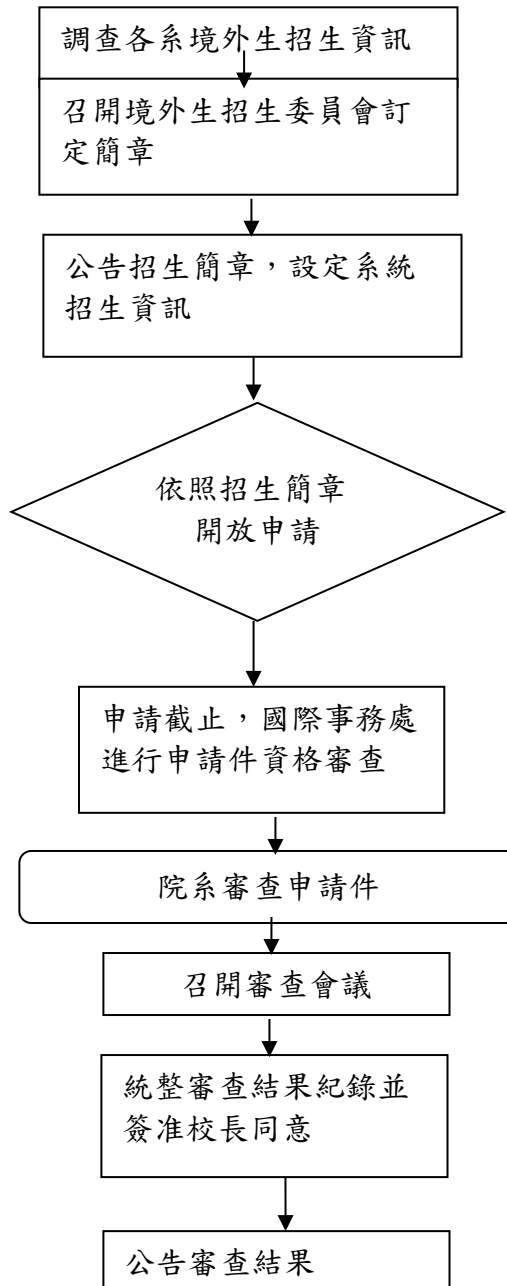 調查各系境外生招生資訊
召開境外生招生委員會訂
定簡章
公告招生簡章，設定系統
招生資訊
依照招生簡章
開放申請
申請截止，國際事務處
進行申請件資格審查
院系審查申請件
召開審查會議
統整審查結果紀錄並
簽准校長同意
公告審查結果